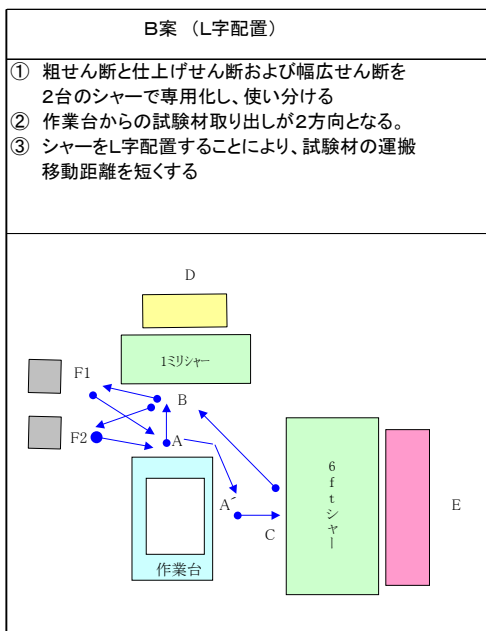 B案 (L字配置)
① 粗せん断と仕上げせん断および幅広せん断を
2台のシャーで専用化し、使い分ける
② 作業台からの試験材取り出しが2方向となる。
③ シャーをL字配置することにより、試験材の運搬
移動距離を短くする
D
1ミリシャー
F1
B
F2
A
6ftシャー
A´
C
E
作業台